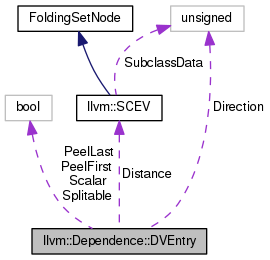 FoldingSetNode
unsigned
SubclassData
bool
llvm::SCEV
Direction
PeelLast
PeelFirst
Scalar
Splitable
Distance
llvm::Dependence::DVEntry